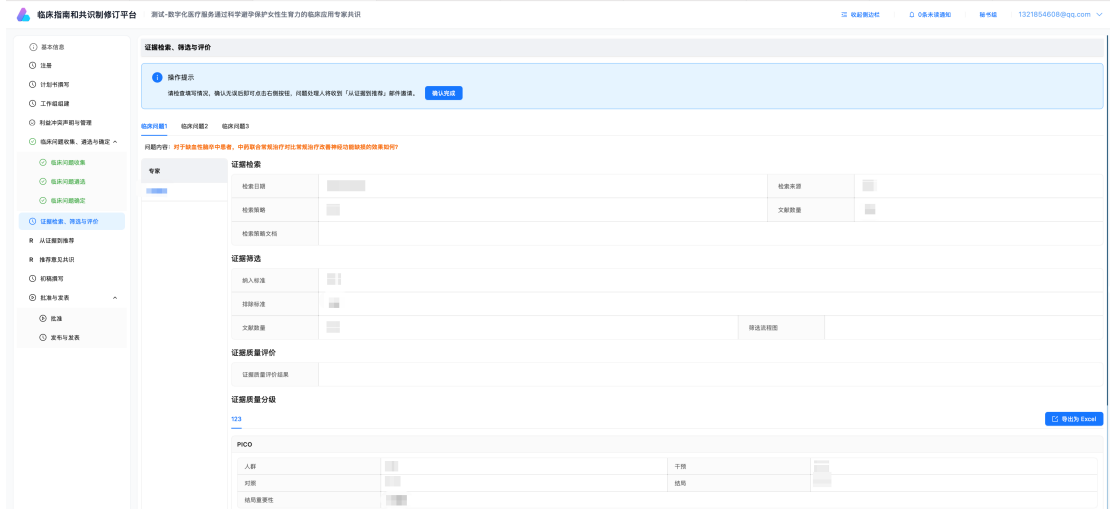 临床指南和共识制修订平台 测试-数字化医疗服务通过科学避孕保护女性生育力的临床应用专家共识 收起侧边栏 0条未读通知 秘书组 1321854608@qq.com
基本信息
注册
计划书撰写
工作组组建
利益冲突声明与管理
临床问题收集、遴选与确定
临床问题收集
临床问题遴选
临床问题确定
证据检索、筛选与评价
R 从证据到推荐
R 推荐意见共识
初稿撰写
批准与发表
批准
发布与发表
证据检索、筛选与评价
操作提示
请检查填写情况，确认无误后即可点击右侧按钮，问题处理人将收到「从证据到推荐」邮件邀请。 确认完成
临床问题1 临床问题2 临床问题3
问题内容：对于缺血性脑卒中患者，中药联合常规治疗对比常规治疗改善神经功能缺损的效果如何？
专家
证据检索
检索日期 检索来源
检索策略 文献数量
检索策略文档
证据筛选
纳入标准
排除标准
文献数量 筛选流程图
证据质量评价
证据质量评价结果
证据质量分级
123 导出为 Excel
PICO
人群 干预
对照 结局
结局重要性